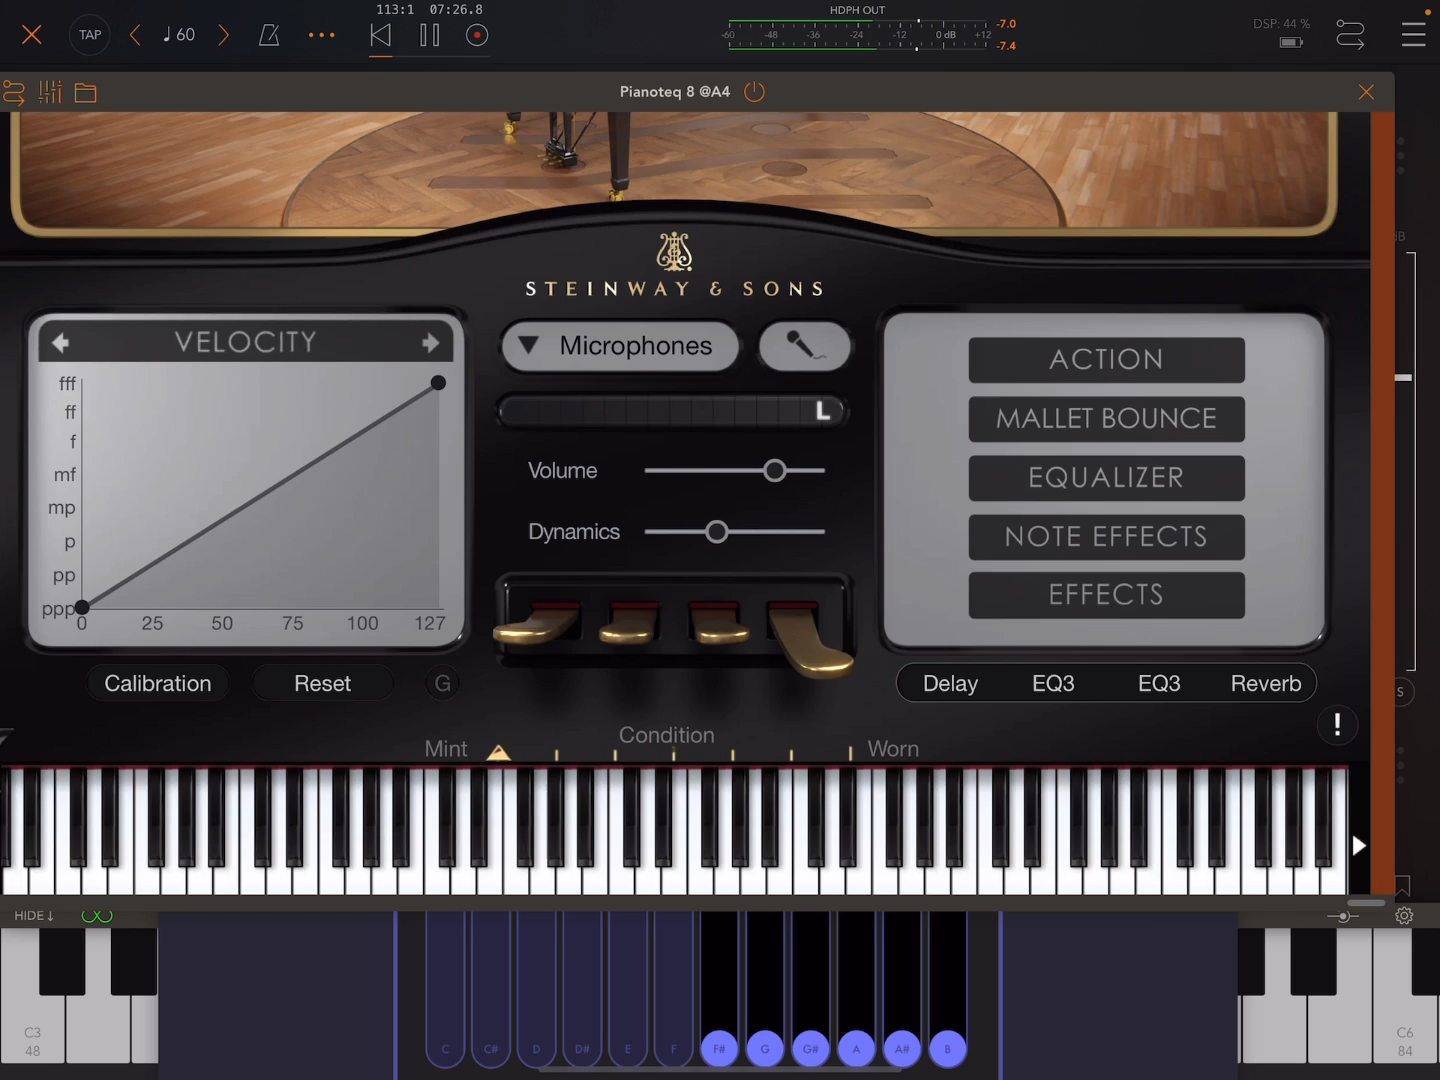 113:1 07:26.8
TAP
♩60
HDPH OUT
-60 -48 -36 -24 -12 0 dB +12
-7.0
-7.4
DSP: 44 %
Pianoteq 8 @A4
STEINWAY & SONS
VELOCITY
fff
ff
f
mf
mp
p
pp
ppp
0 25 50 75 100 127
Calibration Reset G
Microphones
L
Volume
Dynamics
ACTION
MALLET BOUNCE
EQUALIZER
NOTE EFFECTS
EFFECTS
Delay EQ3 EQ3 Reverb
!
S
Mint Condition Worn
HIDE↓
C3
48
C C# D D# E F F# G G# A A# B
C6
84